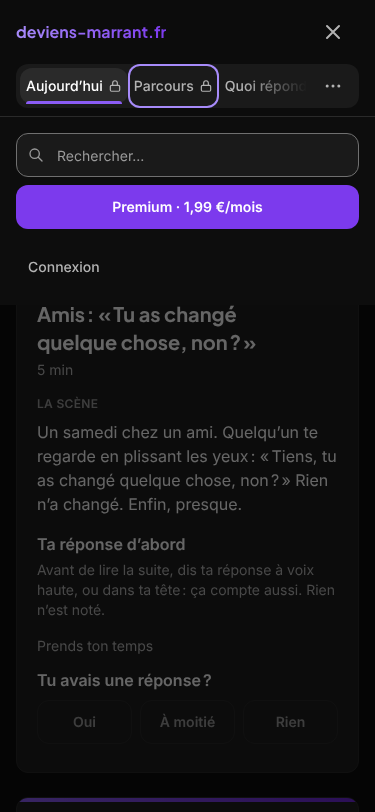 deviens-marrant.fr
Aujourd’hui Parcours Quoi répond
Rechercher...
Premium · 1,99 €/mois
Connexion
Amis : « Tu as changé
quelque chose, non ? »
5 min
LA SCÈNE
Un samedi chez un ami. Quelqu’un te
regarde en plissant les yeux : « Tiens, tu
as changé quelque chose, non ? » Rien
n’a changé. Enfin, presque.
Ta réponse d’abord
Avant de lire la suite, dis ta réponse à voix
haute, ou dans ta tête : ça compte aussi. Rien
n’est noté.
Prends ton temps
Tu avais une réponse ?
Oui À moitié Rien